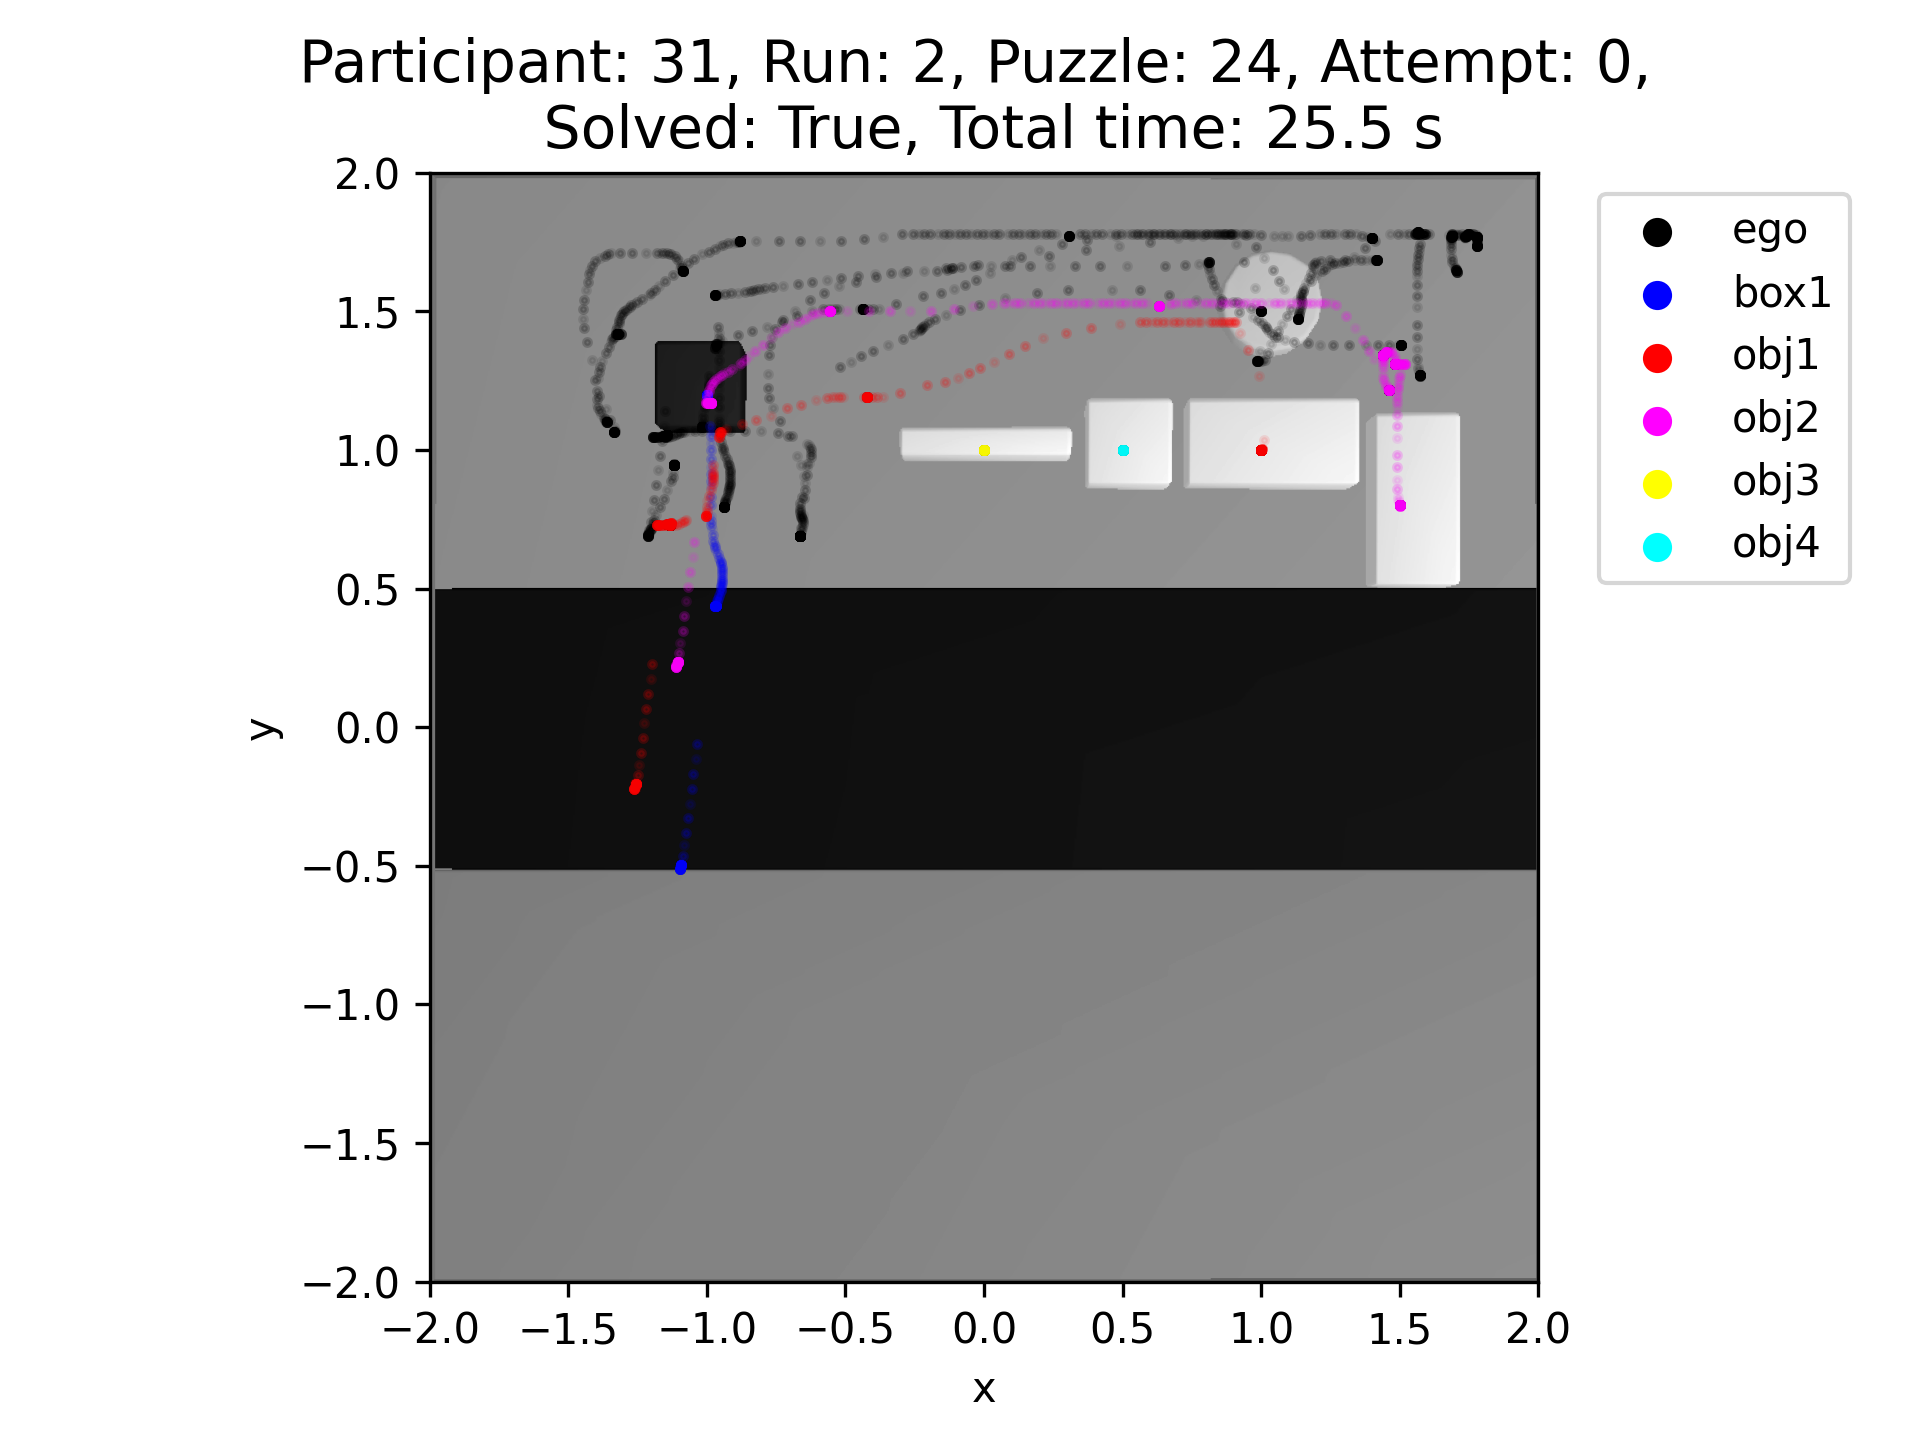 Participant: 31, Run: 2, Puzzle: 24, Attempt: 0,
Solved: True, Total time: 25.5 s
ego
box1
obj1
obj2
obj3
obj4
2.0
1.5
1.0
0.5
0.0
−0.5
−1.0
−1.5
−2.0
y
−2.0 −1.5 −1.0 −0.5 0.0 0.5 1.0 1.5 2.0
x